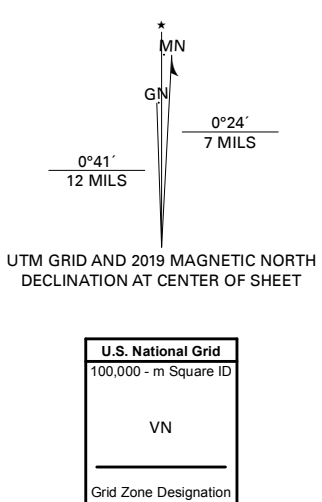 MN
GN
0°24´
7 MILS
0°41´
12 MILS
UTM GRID AND 2019 MAGNETIC NORTH
DECLINATION AT CENTER OF SHEET
U.S. National Grid
100,000 - m Square ID
VN
Grid Zone Designation